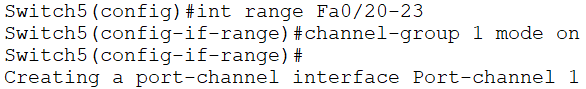 Switch5(config)#int range Fa0/20-23
Switch5(config-if-range)#channel-group 1 mode on
Switch5(config-if-range)#
Creating a port-channel interface Port-channel 1